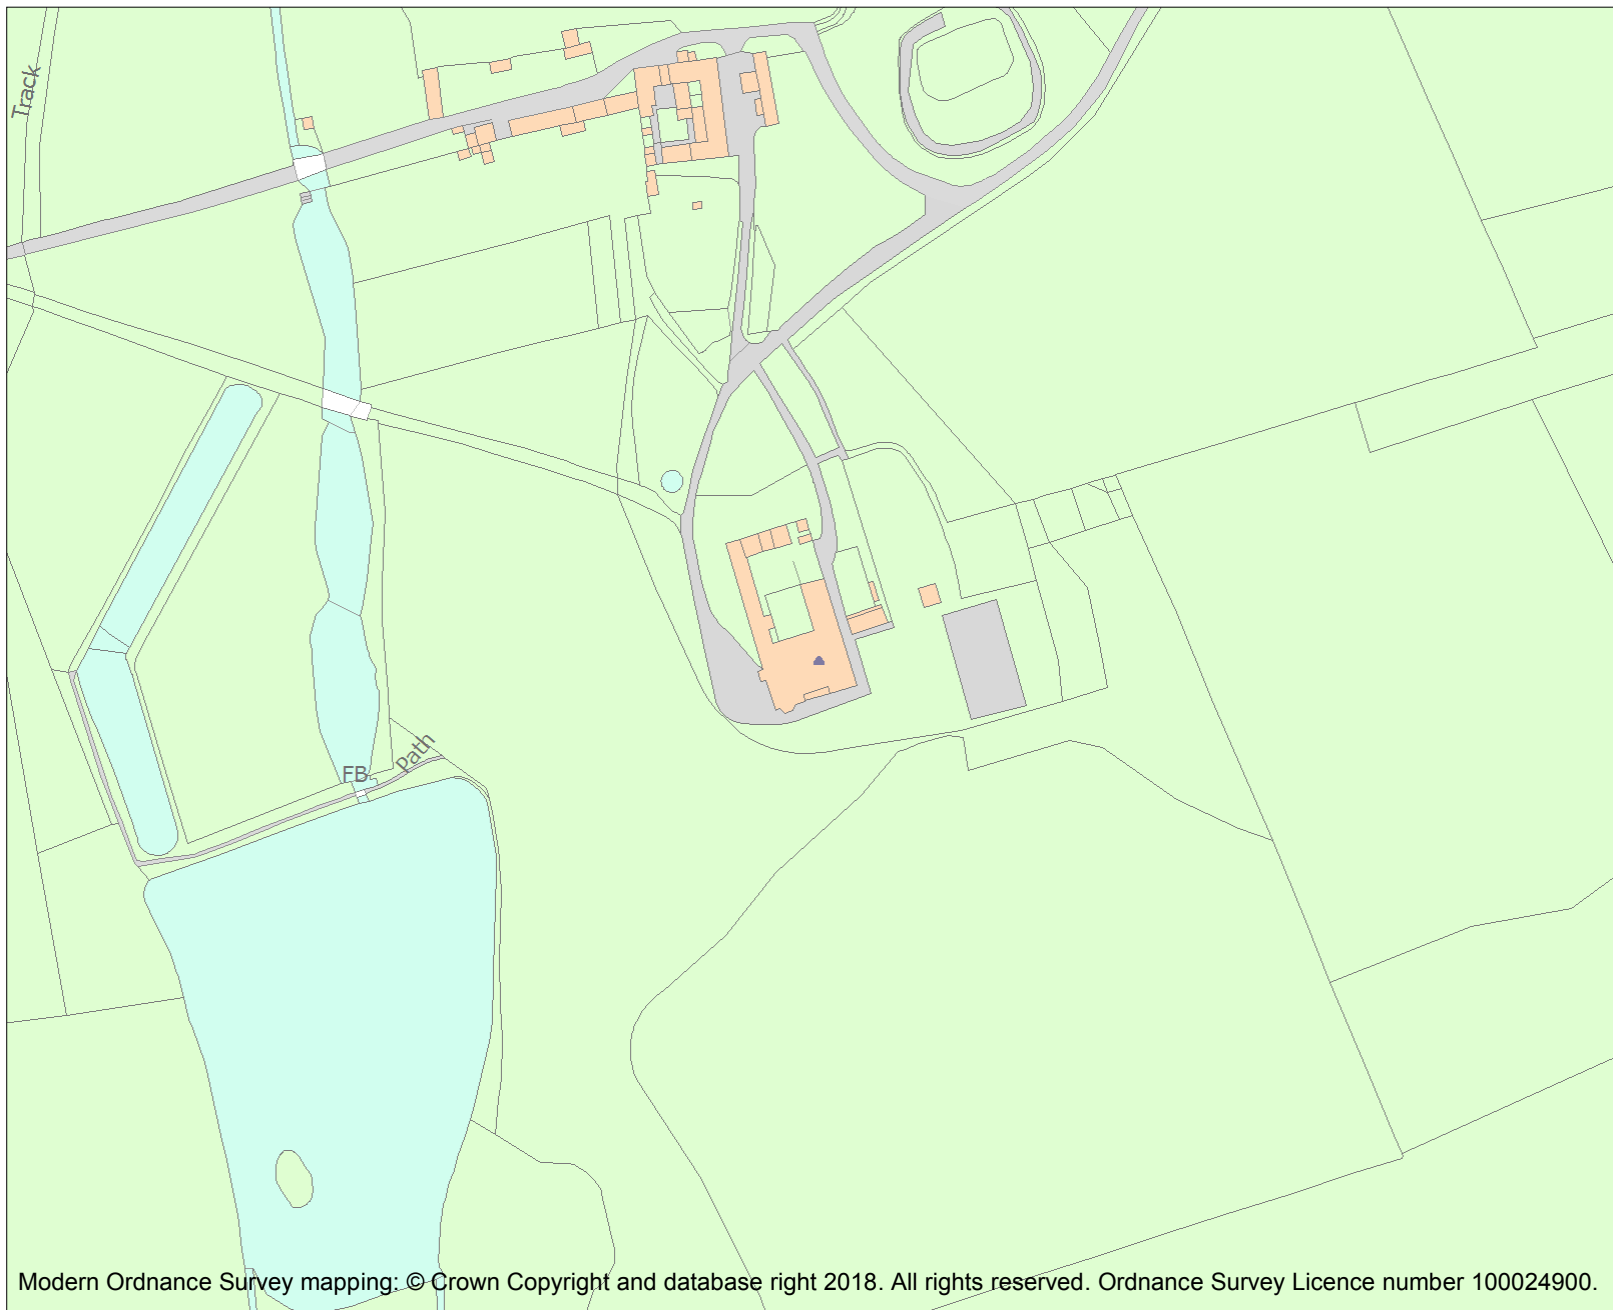 Track
FB
Path
Modern Ordnance Survey mapping: © Crown Copyright and database right 2018. All rights reserved. Ordnance Survey Licence number 100024900.